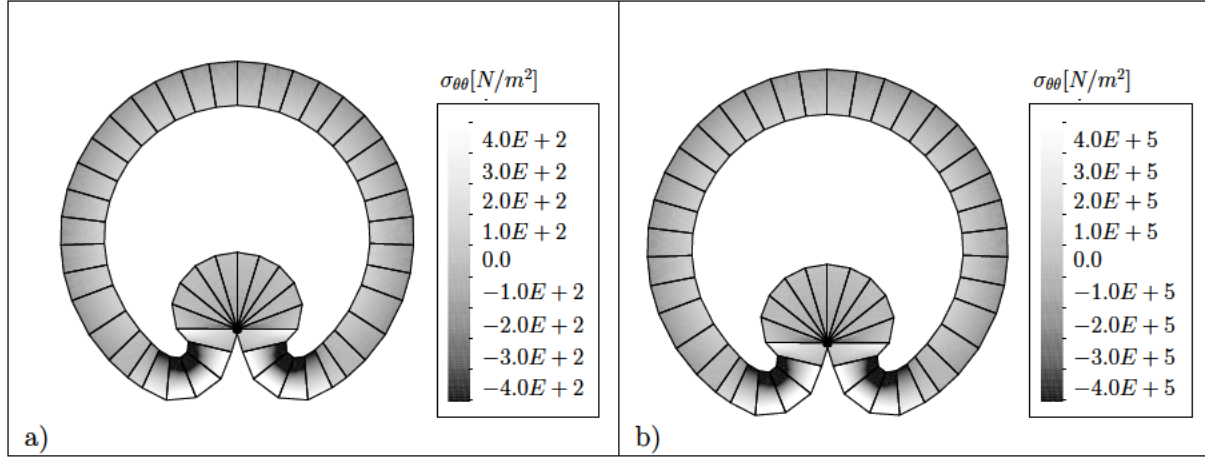 σθθ[N/m²]
4.0E + 2
3.0E + 2
2.0E + 2
1.0E + 2
0.0
−1.0E + 2
−2.0E + 2
−3.0E + 2
−4.0E + 2
a)
σθθ[N/m²]
4.0E + 5
3.0E + 5
2.0E + 5
1.0E + 5
0.0
−1.0E + 5
−2.0E + 5
−3.0E + 5
−4.0E + 5
b)